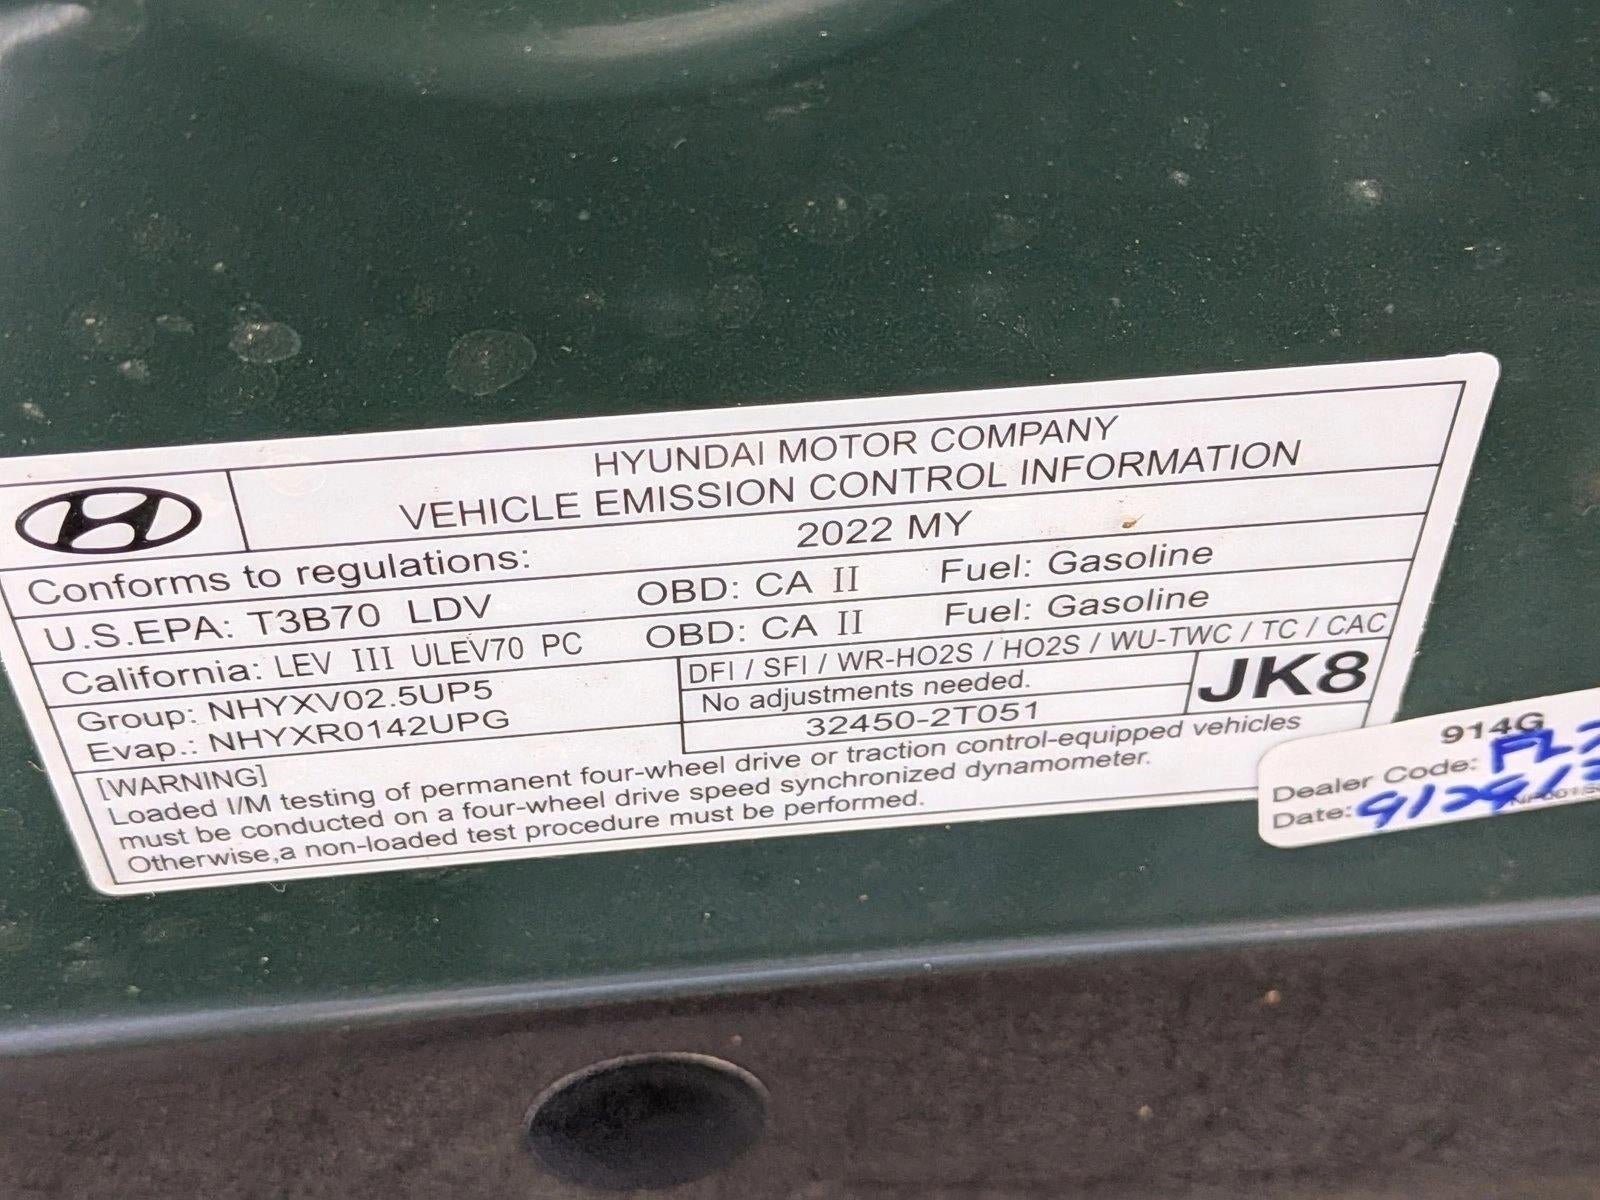 HYUNDAI MOTOR COMPANY
VEHICLE EMISSION CONTROL INFORMATION
Conforms to regulations: 2022 MY
U.S.EPA: T3B70 LDV OBD: CA II Fuel: Gasoline
California: LEV III ULEV70 PC OBD: CA II Fuel: Gasoline
Group: NHYXV02.5UP5
Evap.: NHYXR0142UPG
DFI / SFI / WR-HO2S / HO2S / WU-TWC / TC / CAC
No adjustments needed.
32450-2T051
JK8
[WARNING]
Loaded I/M testing of permanent four-wheel drive or traction control-equipped vehicles
must be conducted on a four-wheel drive speed synchronized dynamometer.
Otherwise,a non-loaded test procedure must be performed.
914G
Dealer Code:
Date: